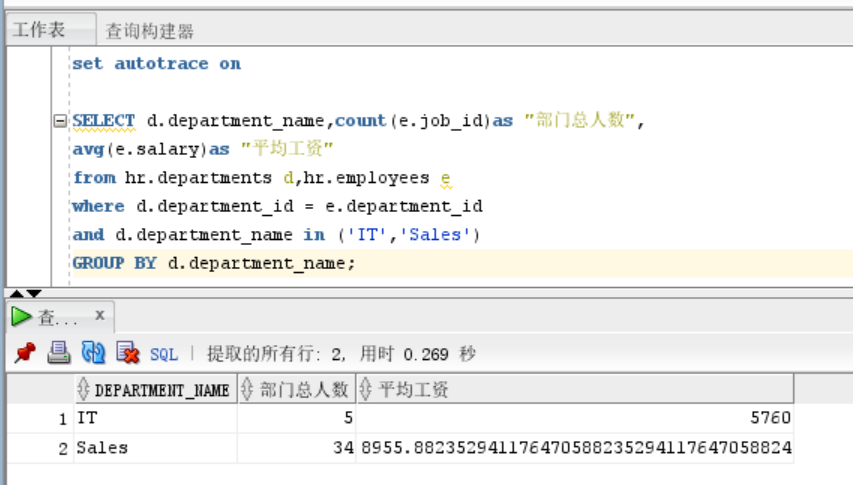 工作表 查询构建器
set autotrace on
SELECT d.department_name,count(e.job_id)as "部门总人数",
avg(e.salary)as "平均工资"
from hr.departments d,hr.employees e
where d.department_id = e.department_id
and d.department_name in ('IT','Sales')
GROUP BY d.department_name;
查... x
SQL | 提取的所有行: 2, 用时 0.269 秒
DEPARTMENT_NAME 部门总人数 平均工资
1 IT 5 5760
2 Sales 34 8955.88235294117647058823529411764705882​4